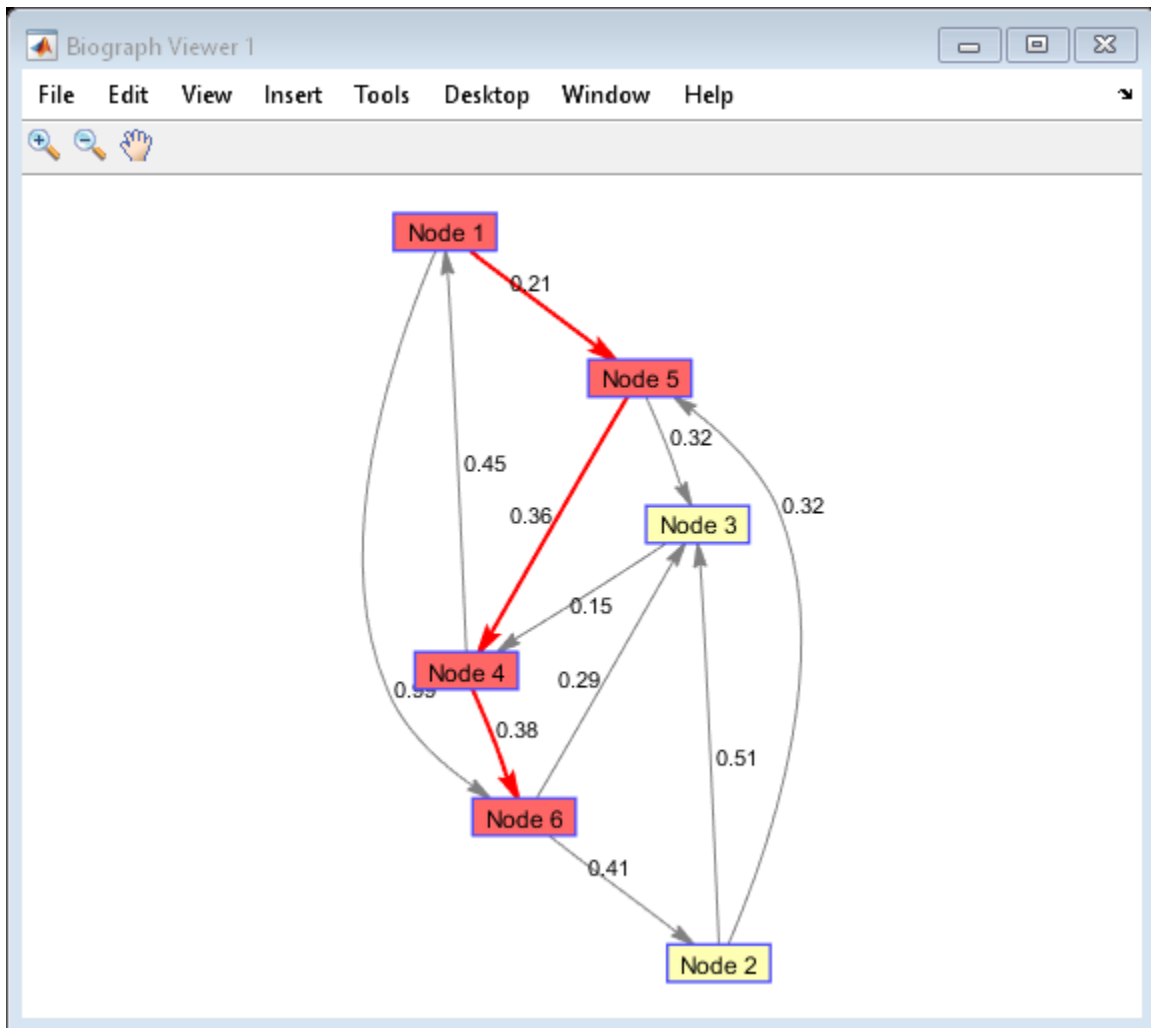 Biograph Viewer 1
File Edit View Insert Tools Desktop Window Help
Node 1
0.21
Node 5
0.32
0.45
0.32
0.36
Node 3
0.15
Node 4
0.29
0.99
0.38
0.51
Node 6
0.41
Node 2